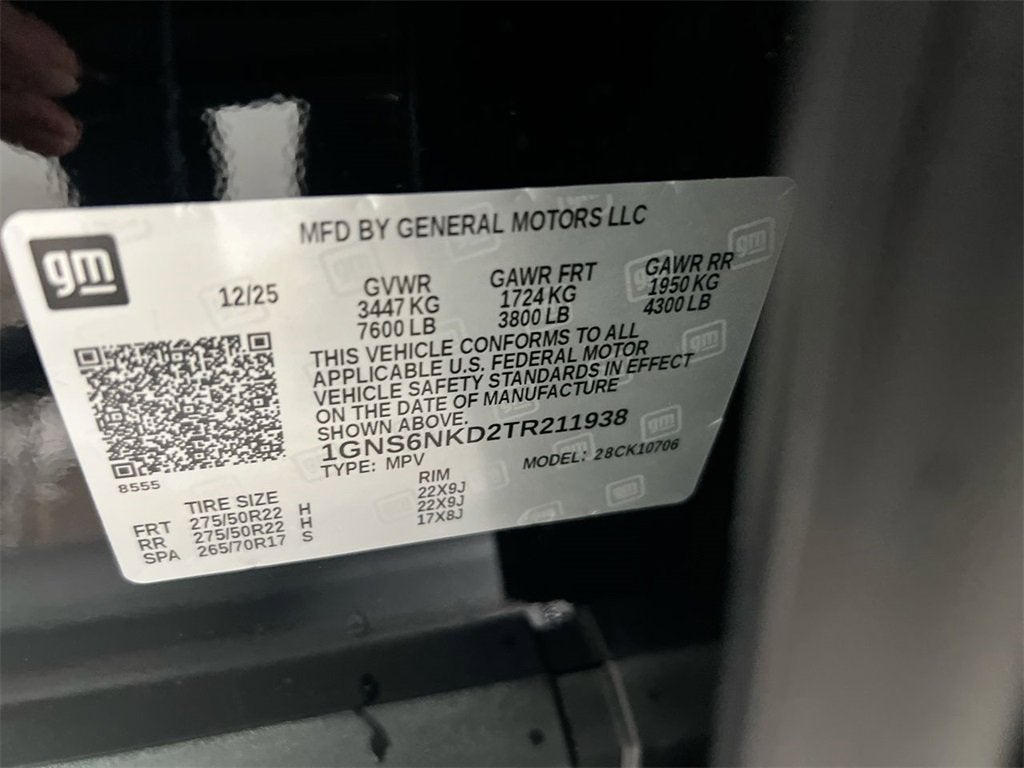 MFD BY GENERAL MOTORS LLC
gm
12/25 GVWR GAWR FRT GAWR RR
3447 KG 1724 KG 1950 KG
7600 LB 3800 LB 4300 LB
THIS VEHICLE CONFORMS TO ALL
APPLICABLE U.S. FEDERAL MOTOR
VEHICLE SAFETY STANDARDS IN EFFECT
ON THE DATE OF MANUFACTURE
SHOWN ABOVE.
1GNS6NKD2TR211938
TYPE: MPV MODEL: 28CK10706
8555
TIRE SIZE RIM
FRT 275/50R22 H 22X9J
RR 275/50R22 H 22X9J
SPA 265/70R17 S 17X8J